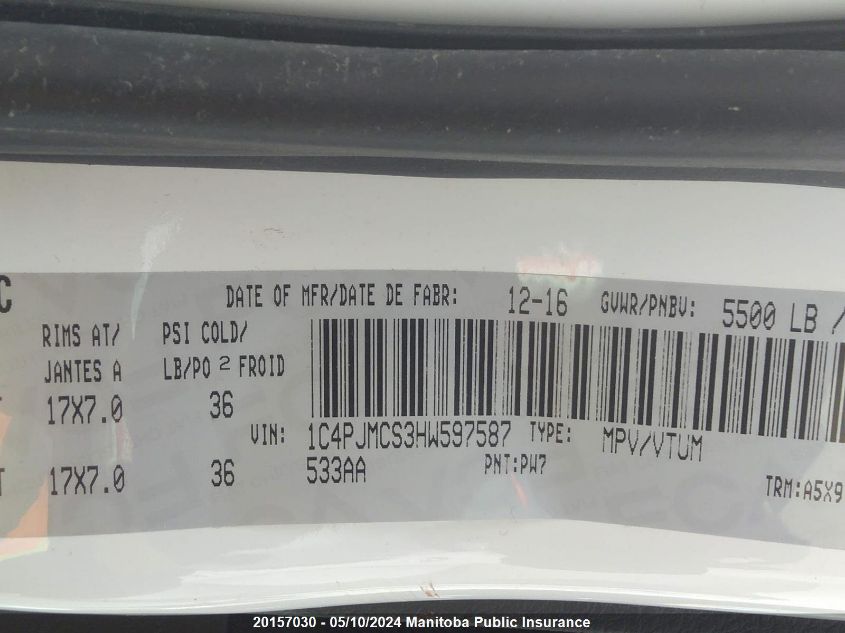 C
DATE OF MFR/DATE DE FABR: 12-16 GVWR/PNBV: 5500 LB /
RIMS AT/ PSI COLD/
JANTES A LB/PO 2 FROID
17X7.0 36
VIN: 1C4PJMCS3HW597587 TYPE: MPV/VTUM
17X7.0 36 533AA PNT:PW7 TRM:A5X9
20157030 - 05/10/2024 Manitoba Public Insurance